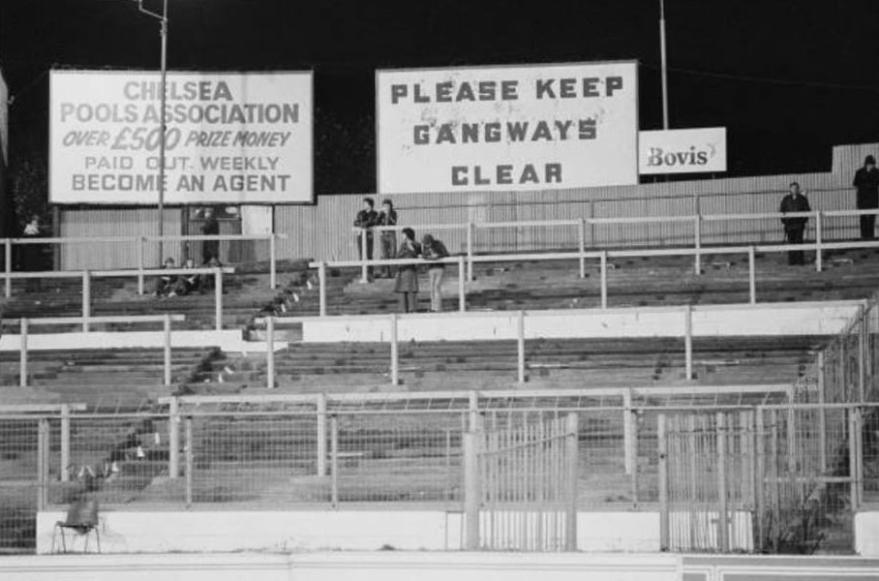 CHELSEA
POOLS ASSOCIATION
OVER £500 PRIZE MONEY
PAID OUT WEEKLY
BECOME AN AGENT
PLEASE KEEP
GANGWAYS
CLEAR
Bovis